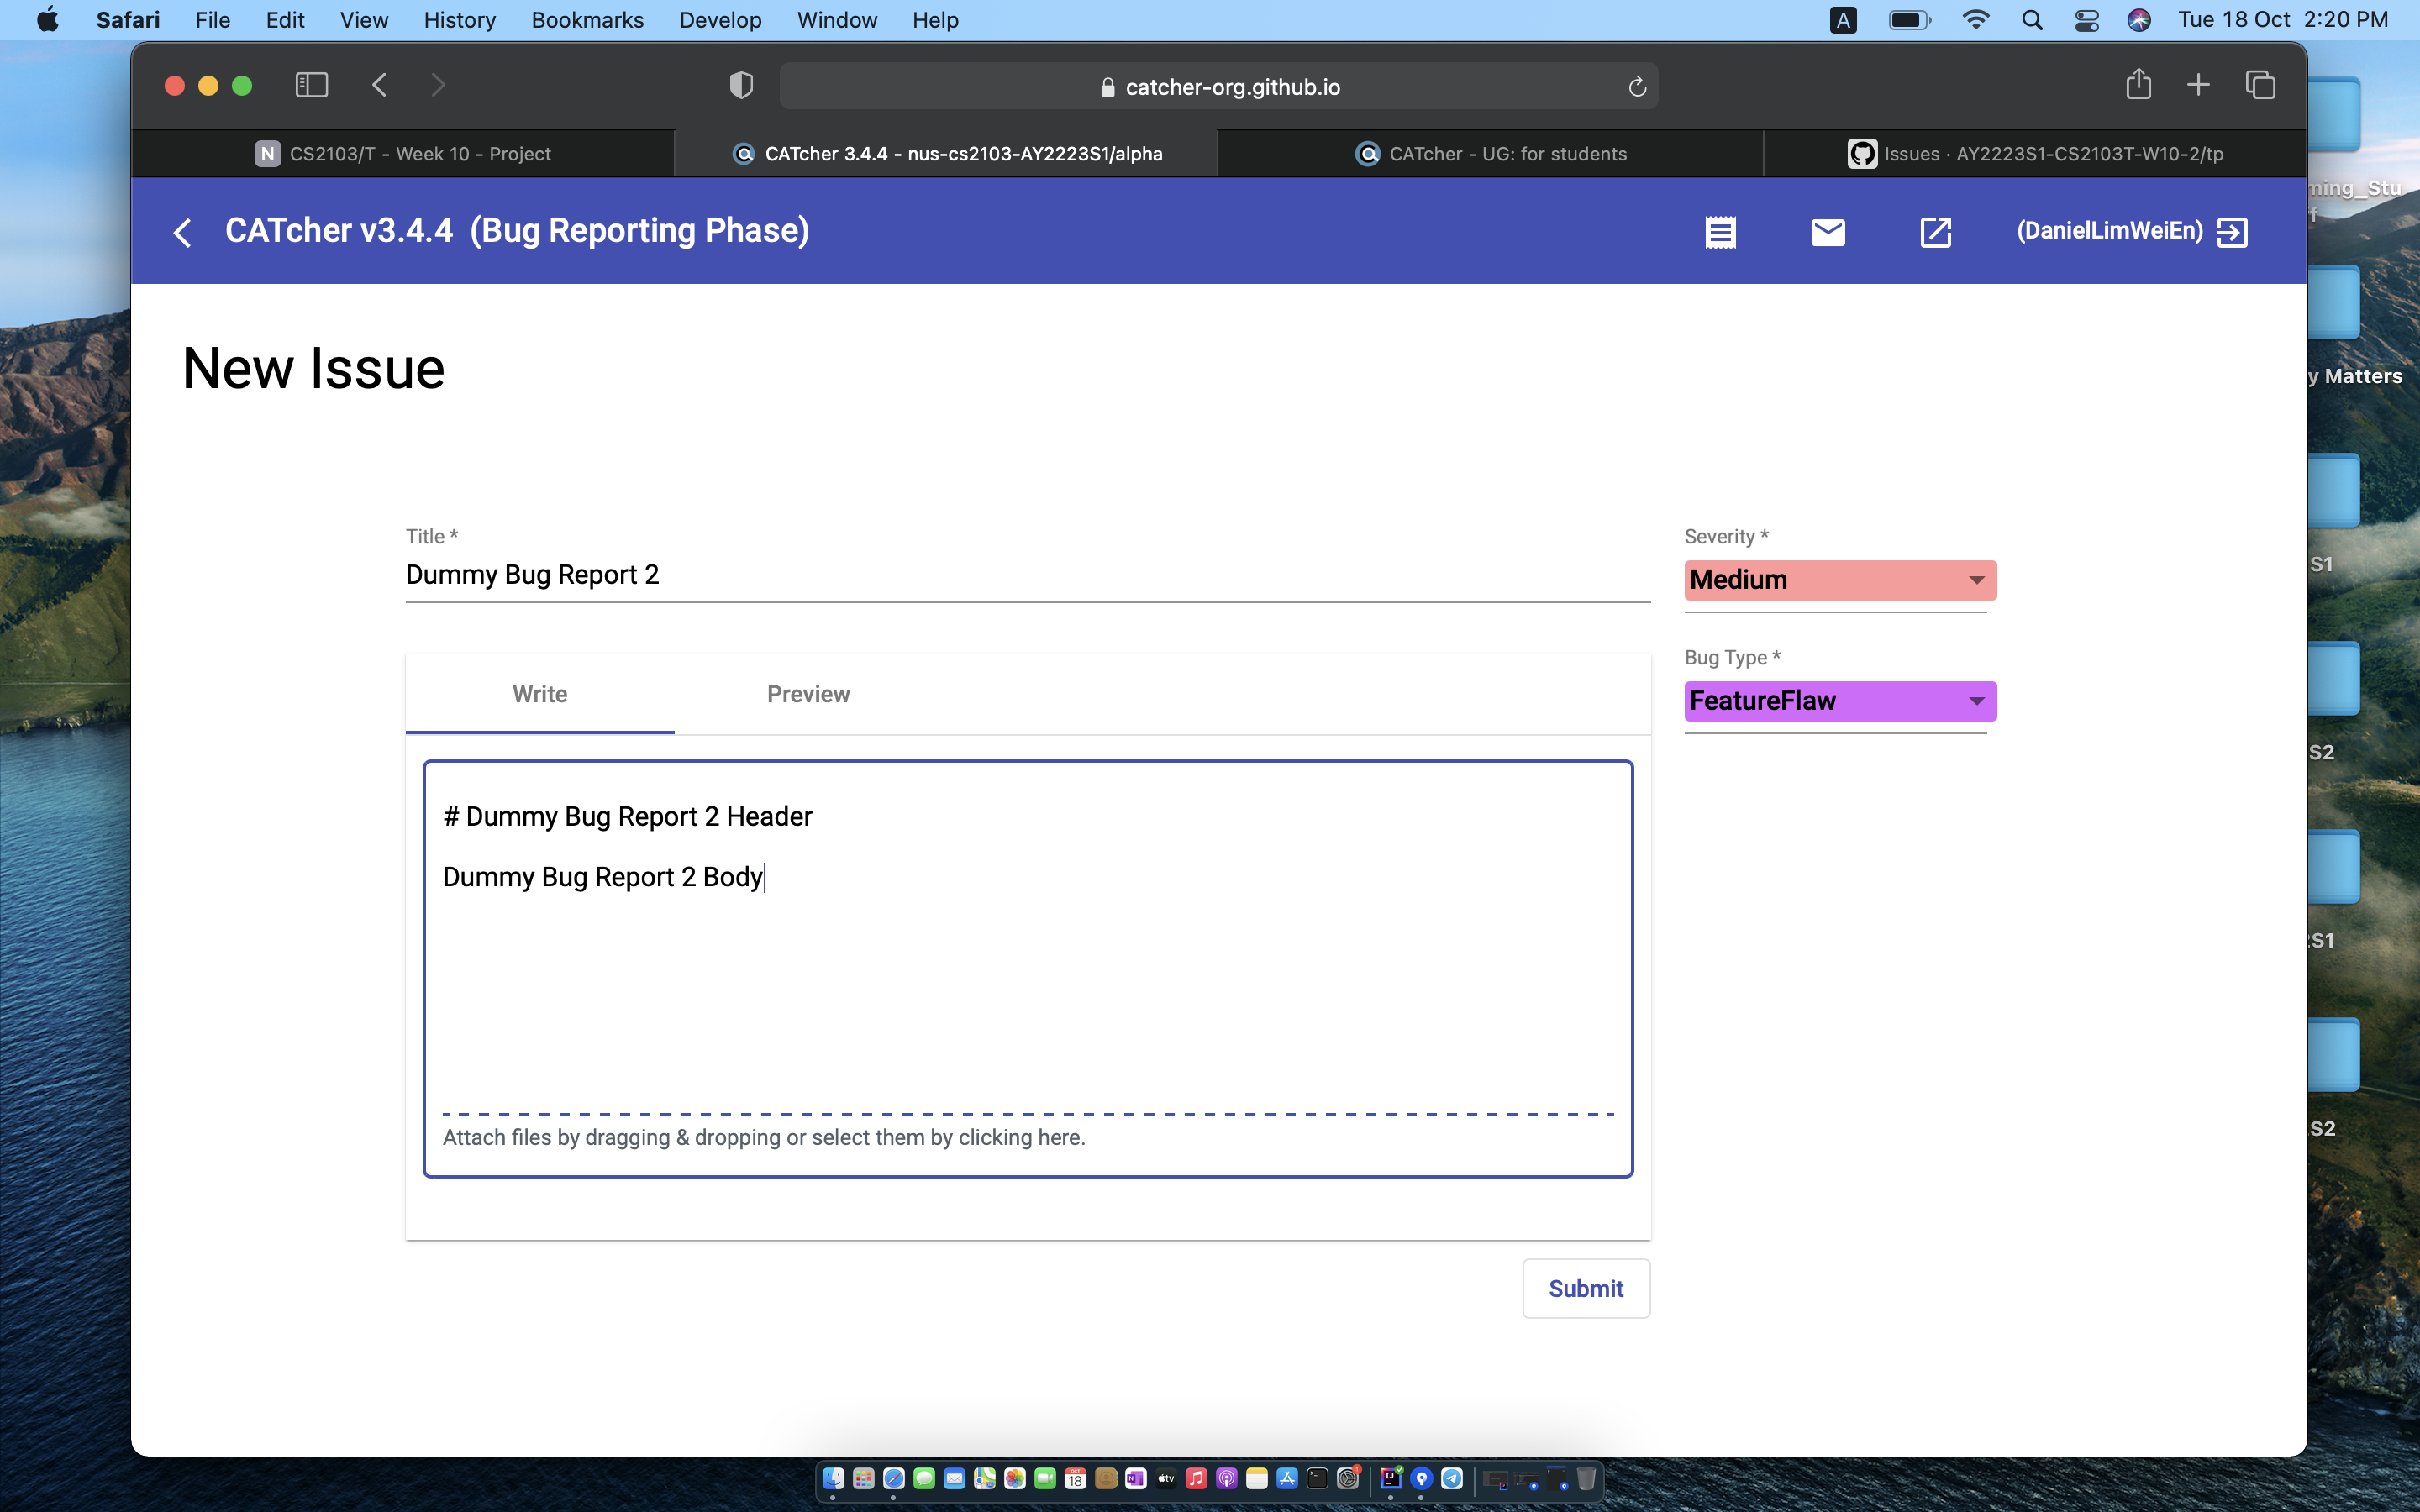 Safari File Edit View History Bookmarks Develop Window Help A Tue 18 Oct 2:20 PM
catcher-org.github.io
N CS2103/T - Week 10 - Project
CATcher 3.4.4 - nus-cs2103-AY2223S1/alpha
CATcher - UG: for students
Issues · AY2223S1-CS2103T-W10-2/tp
CATcher v3.4.4 (Bug Reporting Phase)
(DanielLimWeiEn)
New Issue
Title *
Dummy Bug Report 2
Severity *
Medium
Bug Type *
FeatureFlaw
Write Preview
# Dummy Bug Report 2 Header
Dummy Bug Report 2 Body
Attach files by dragging & dropping or select them by clicking here.
Submit
ming_Stu
f
y Matters
S1
S2
S1
S2
18
tv